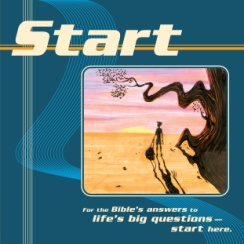 Start
For the Bible's answers to
life's big questions—
start here.